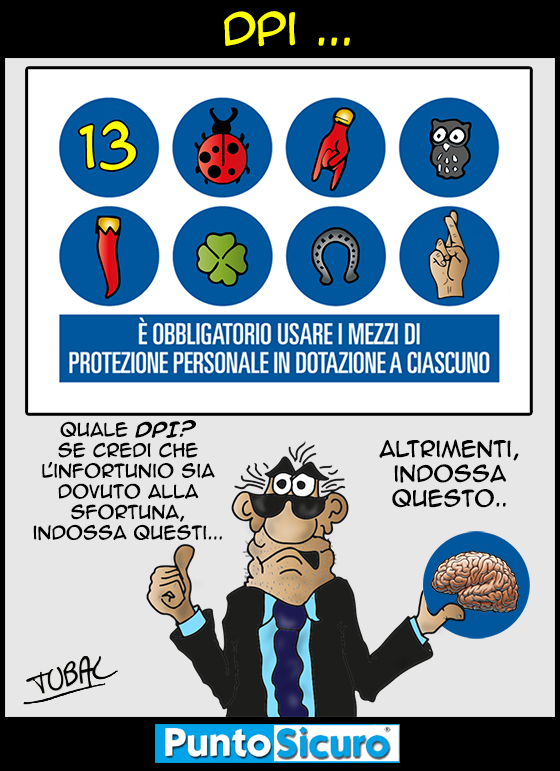 DPI ...
13
È OBBLIGATORIO USARE I MEZZI DI
PROTEZIONE PERSONALE IN DOTAZIONE A CIASCUNO
QUALE DPI?
SE CREDI CHE
L'INFORTUNIO SIA
DOVUTO ALLA
SFORTUNA,
INDOSSA QUESTI...
ALTRIMENTI,
INDOSSA
QUESTO..
TUBAL
PuntoSicuro®